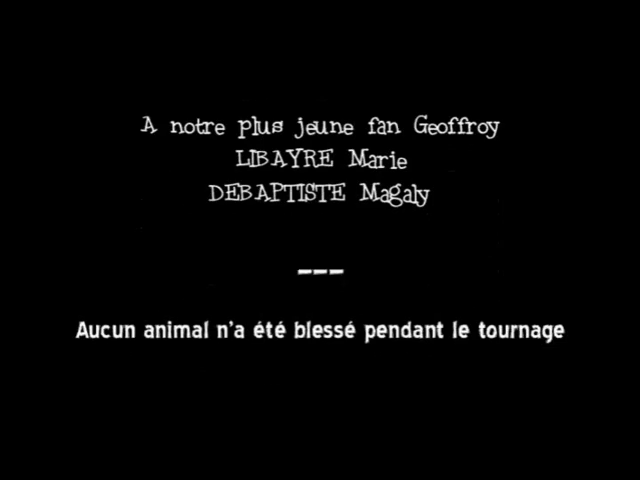 A notre plus jeune fan Geoffroy
LIBAYRE Marie
DEBAPTISTE Magaly
---
Aucun animal n'a été blessé pendant le tournage